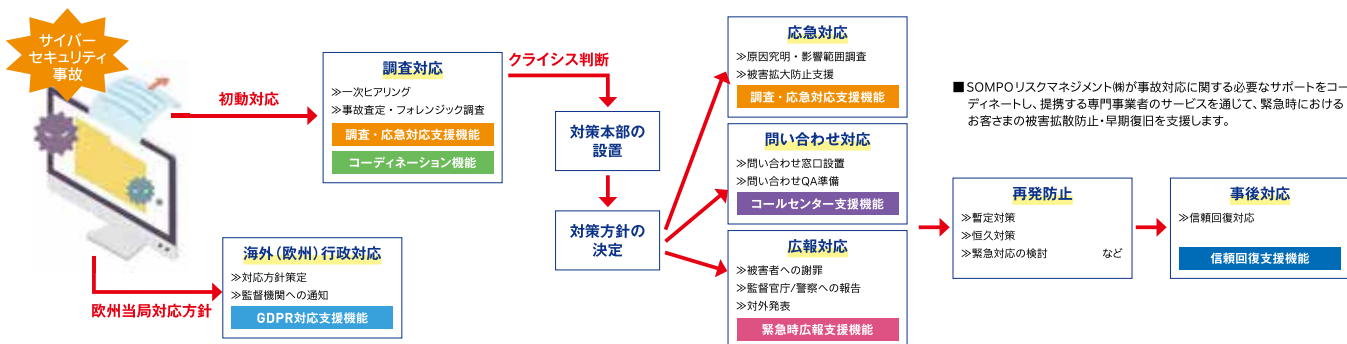 サイバー
セキュリティ
事故
初動対応
調査対応
≫一次ヒアリング
≫事故査定・フォレンジック調査
調査・応急対応支援機能
コーディネーション機能
クライシス判断
対策本部の
設置
対策方針の
決定
応急対応
≫原因究明・影響範囲調査
≫被害拡大防止支援
調査・応急対応支援機能
問い合わせ対応
≫問い合わせ窓口設置
≫問い合わせQA準備
コールセンター支援機能
広報対応
≫被害者への謝罪
≫監督官庁/警察への報告
≫対外発表
緊急時広報支援機能
■SOMPOリスクマネジメント㈱が事故対応に関する必要なサポートをコー
ディネートし、提携する専門事業者のサービスを通じて、緊急時における
お客さまの被害拡散防止・早期復旧を支援します。
再発防止
≫暫定対策
≫恒久対策
≫緊急対応の検討 など
事後対応
≫信頼回復対応
信頼回復支援機能
欧州当局対応方針
海外(欧州)行政対応
≫対応方針策定
≫監督機関への通知
GDPR対応支援機能